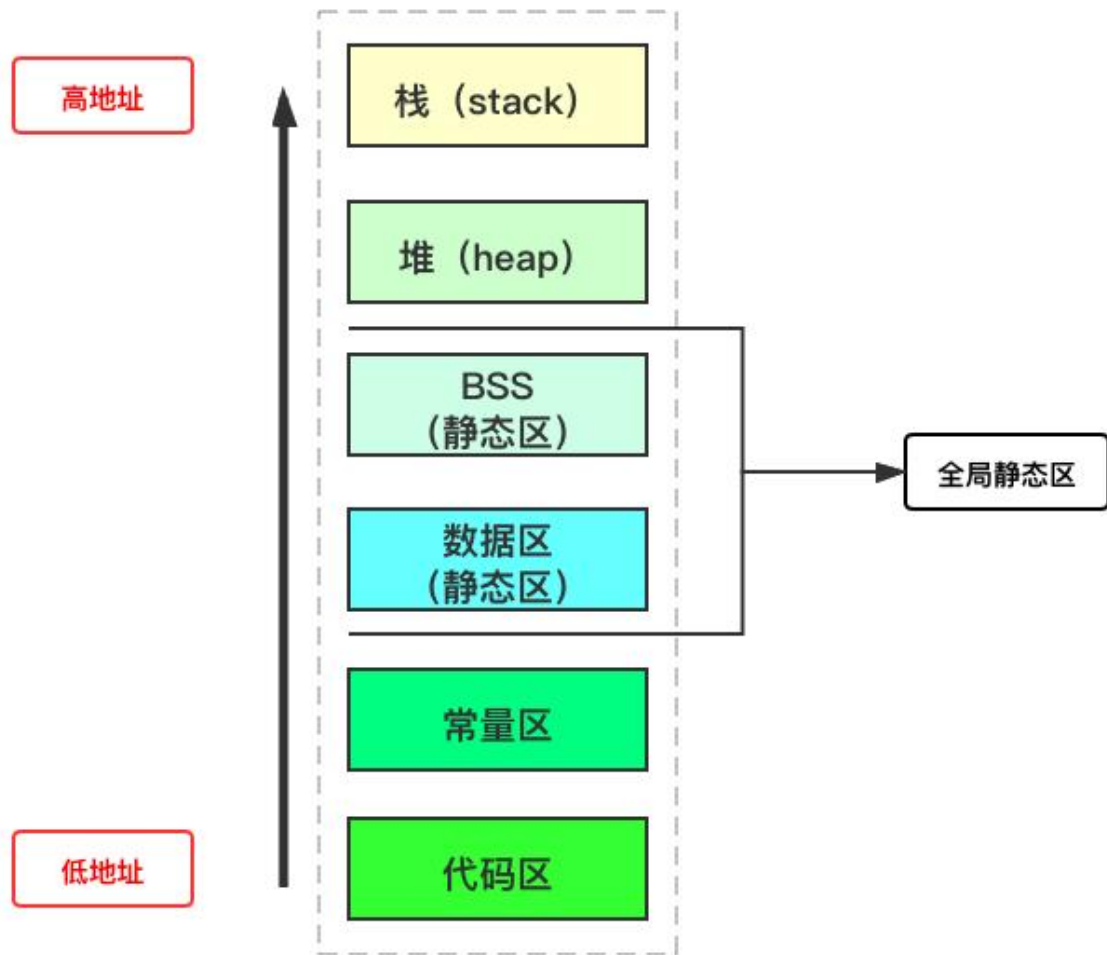 高地址
栈（stack）
堆（heap）
BSS
（静态区）
全局静态区
数据区
（静态区）
常量区
低地址
代码区